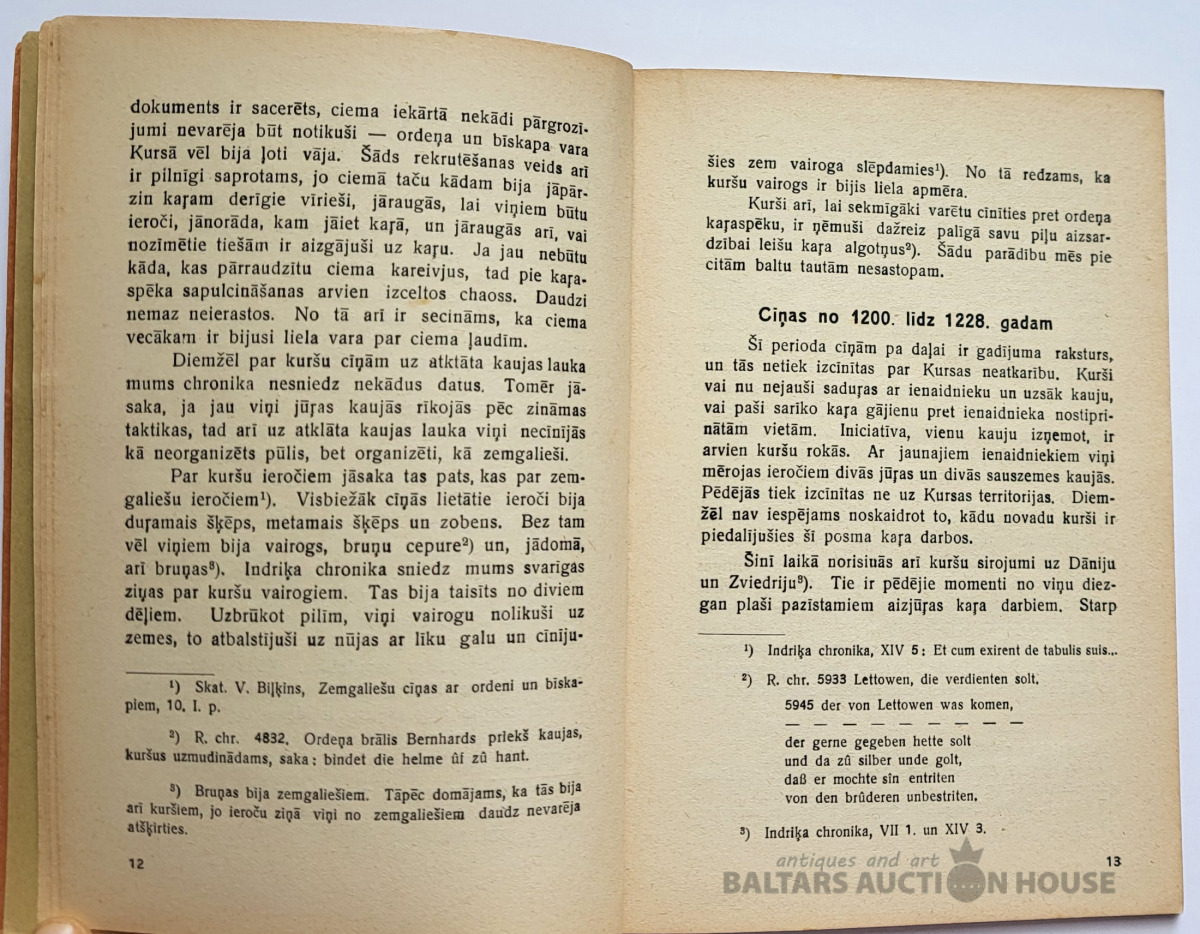 dokuments ir sacerēts, ciema iekārtā nekādi pārgrozī-
jumi nevarēja būt notikuši — ordeņa un bīskapa vara
Kursā vēl bija ļoti vāja. Šāds rekrutēšanas veids arī
ir pilnīgi saprotams, jo ciemā taču kādam bija jāpār-
zin kaŗam derīgie vīrieši, jāraugās, lai viņiem būtu
ieroči, jānorāda, kam jāiet kaŗā, un jāraugās arī, vai
nozīmētie tiešām ir aizgājuši uz kaŗu. Ja jau nebūtu
kāda, kas pārraudzītu ciema kareivjus, tad pie kaŗa-
spēka sapulcināšanas arvien izceltos chaoss. Daudzi
nemaz neierastos. No tā arī ir secināms, ka ciema
vecākam ir bijusi liela vara par ciema ļaudīm.
Diemžēl par kuršu cīņām uz atktāta kaujas lauka
mums chronika nesniedz nekādus datus. Tomēr jā-
saka, ja jau viņi jūŗas kaujās rīkojās pēc zināmas
taktikas, tad arī uz atklāta kaujas lauka viņi necīnījās
kā neorganizēts pūlis, bet organizēti, kā zemgalieši.
Par kuršu ieročiem jāsaka tas pats, kas par zem-
galiešu ieročiem¹). Visbiežāk cīņās lietātie ieroči bija
duŗamais šķēps, metamais šķēps un zobens. Bez tam
vēl viņiem bija vairogs, bruņu cepure²) un, jādomā,
arī bruņas³). Indriķa chronika sniedz mums svarīgas
ziņas par kuršu vairogiem. Tas bija taisīts no diviem
dēļiem. Uzbrūkot pilīm, viņi vairogu nolikuši uz
zemes, to atbalstījuši uz nūjas ar līku galu un cīnīju-
¹) Skat. V. Biļķins, Zemgaliešu cīņas ar ordeni un bīska-
piem, 10. l. p.
²) R. chr. 4832. Ordeņa brālis Bernhards priekš kaujas,
kuršus uzmudinādams, saka: bindet die helme ûf zû hant.
³) Bruņas bija zemgaliešiem. Tāpēc domājams, ka tās bija
arī kuršiem, jo ieroču ziņā viņi no zemgaliešiem daudz nevarēja
atšķirties.
12
šies zem vairoga slēpdamies¹). No tā redzams, ka
kuršu vairogs ir bijis liela apmēra.
Kurši arī, lai sekmīgāki varētu cīnīties pret ordeņa
kaŗaspēku, ir ņēmuši dažreiz palīgā savu piļu aizsar-
dzībai leišu kaŗa algotņus²). Šādu parādību mēs pie
citām baltu tautām nesastopam.
Cīņas no 1200. līdz 1228. gadam
Šī perioda cīņām pa daļai ir gadījuma raksturs,
un tās netiek izcīnītas par Kursas neatkarību. Kurši
vai nu nejauši saduŗas ar ienaidnieku un uzsāk kauju,
vai paši sarīko kaŗa gājienu pret ienaidnieka nostipri-
nātām vietām. Iniciatīva, vienu kauju izņemot, ir
arvien kuršu rokās. Ar jaunajiem ienaidniekiem viņi
mērojas ieročiem divās jūŗas un divās sauszemes kaujās.
Pēdējās tiek izcīnītas ne uz Kursas territorijas. Diem-
žēl nav iespējams noskaidrot to, kādu novadu kurši ir
piedalījušies šī posma kaŗa darbos.
Šinī laikā norisinās arī kuršu sirojumi uz Dāniju
un Zviedriju³). Tie ir pēdējie momenti no viņu diez-
gan plaši pazīstamiem aizjūŗas kaŗa darbiem. Starp
¹) Indriķa chronika, XIV 5: Et cum exirent de tabulis suis...
²) R. chr. 5933 Lettowen, die verdienten solt.
5945 der von Lettowen was komen,
— — — — — — — — —
der gerne gegeben hette solt
und da zû silber unde golt,
daß er mochte sîn entriten
von den brûderen unbestriten.
³) Indriķa chronika, VII 1. un XIV 3.
13
antiques and art
BALTARS AUCTION HOUSE